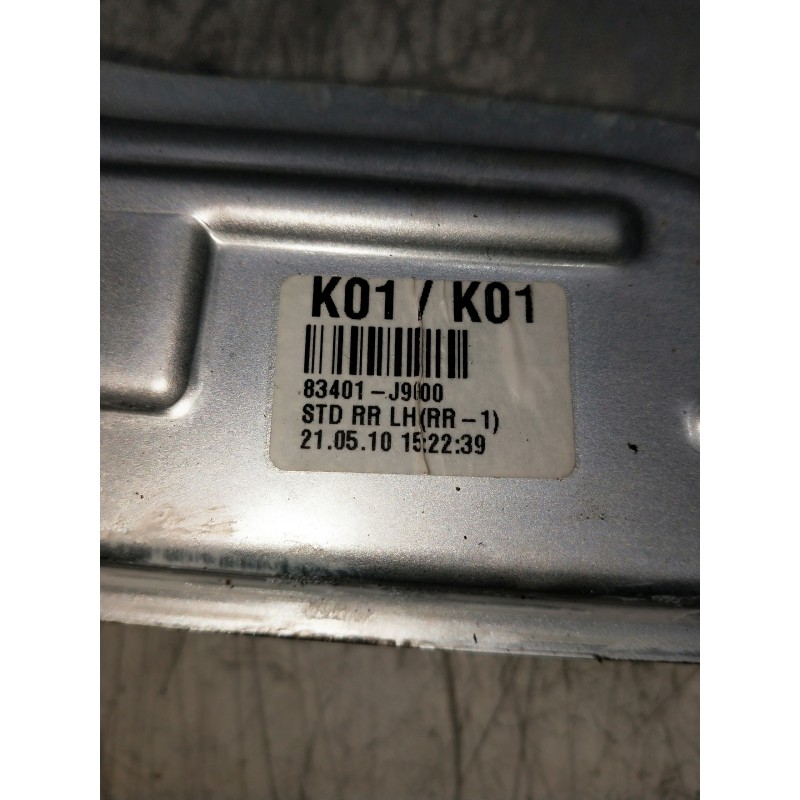 K01 / K01
83401-J9000
STD RR LH(RR-1)
21.05.10 15:22:39